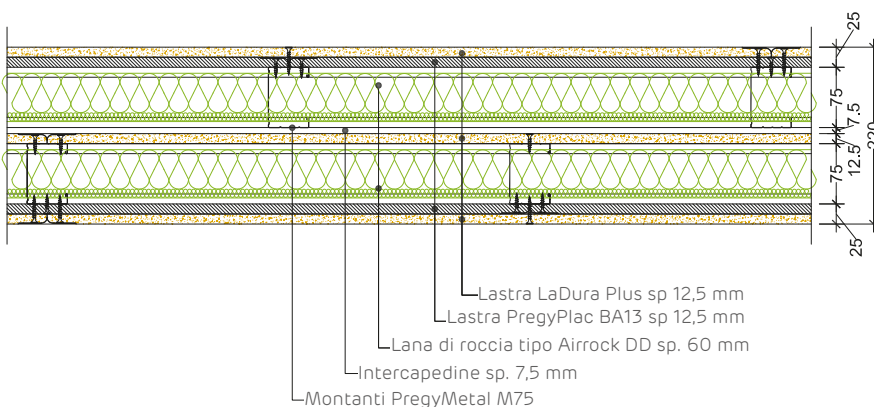 25
75
7.5
220
12.5
75
25
Lastra LaDura Plus sp 12,5 mm
Lastra PregyPlac BA13 sp 12,5 mm
Lana di roccia tipo Airrock DD sp. 60 mm
Intercapedine sp. 7,5 mm
Montanti PregyMetal M75